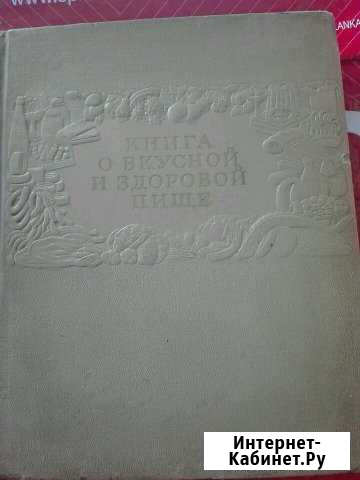 КНИГА
О ВКУСНОЙ
И ЗДОРОВОЙ
ПИЩЕ
Интернет-
Кабинет.Ру